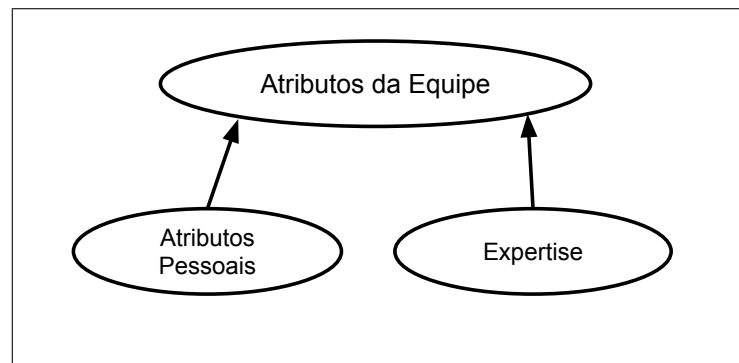 Atributos da Equipe
Atributos
Pessoais
Expertise